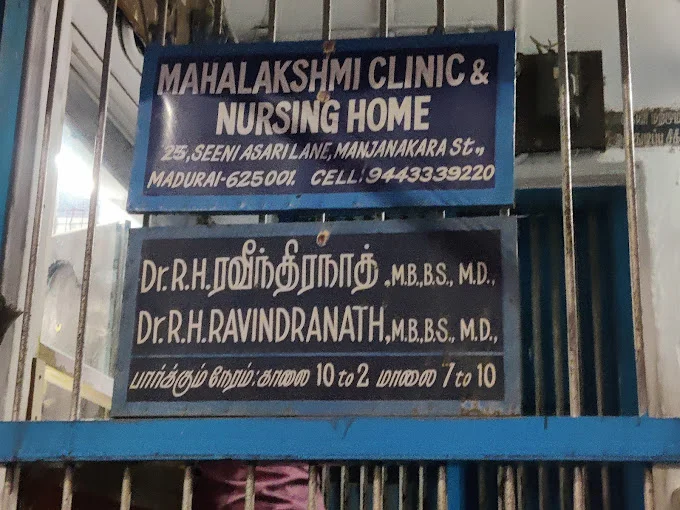 MAHALAKSHMI CLINIC &
NURSING HOME
25, SEENI ASARI LANE, MANJANAKARA St.,
MADURAI-625001. CELL: 9443339220
Dr.R.H.ரவீந்திரநாத், M.B.,B.S., M.D.,
Dr.R.H.RAVINDRANATH, M.B.,B.S., M.D.,
பார்க்கும் நேரம்: காலை 10 to 2 மாலை 7 to 10